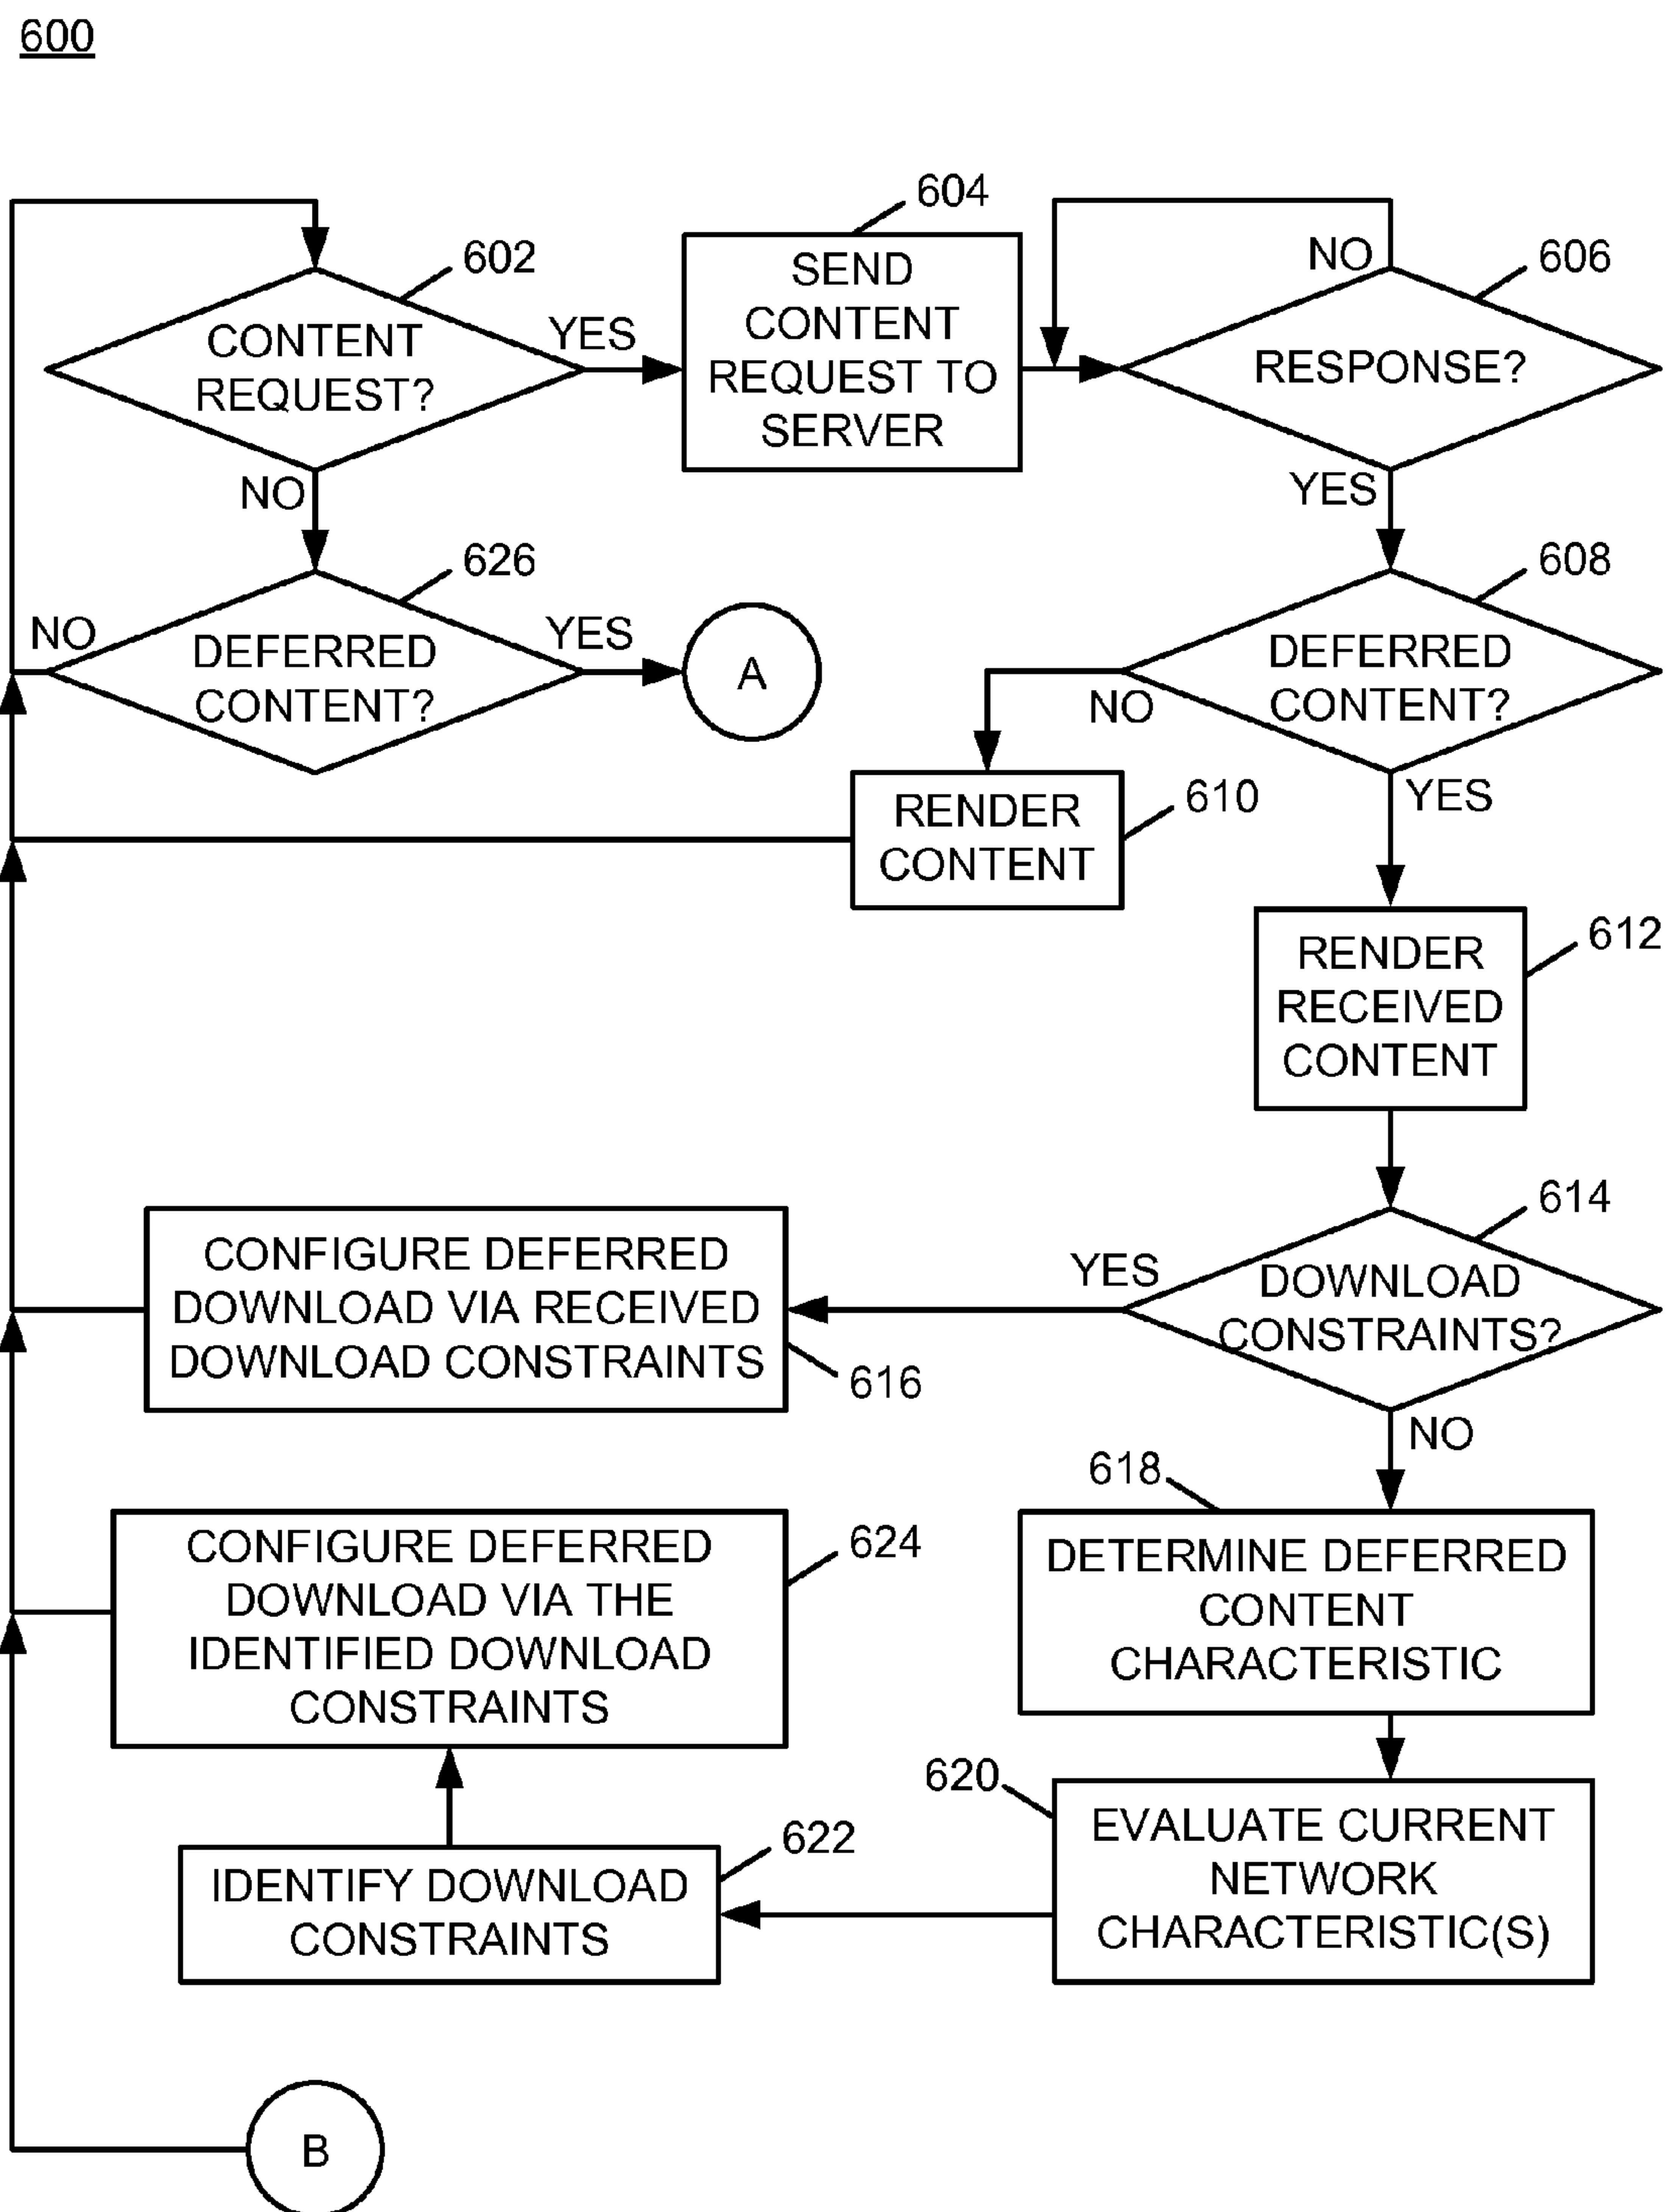 600
602
CONTENT
REQUEST?
YES
NO
604
SEND
CONTENT
REQUEST TO
SERVER
606
NO
RESPONSE?
YES
626
NO
DEFERRED
CONTENT?
YES
A
608
DEFERRED
CONTENT?
NO
YES
610
RENDER
CONTENT
612
RENDER
RECEIVED
CONTENT
614
DOWNLOAD
CONSTRAINTS?
YES
NO
CONFIGURE DEFERRED
DOWNLOAD VIA RECEIVED
DOWNLOAD CONSTRAINTS
616
618
DETERMINE DEFERRED
CONTENT
CHARACTERISTIC
620
EVALUATE CURRENT
NETWORK
CHARACTERISTIC(S)
622
IDENTIFY DOWNLOAD
CONSTRAINTS
624
CONFIGURE DEFERRED
DOWNLOAD VIA THE
IDENTIFIED DOWNLOAD
CONSTRAINTS
B